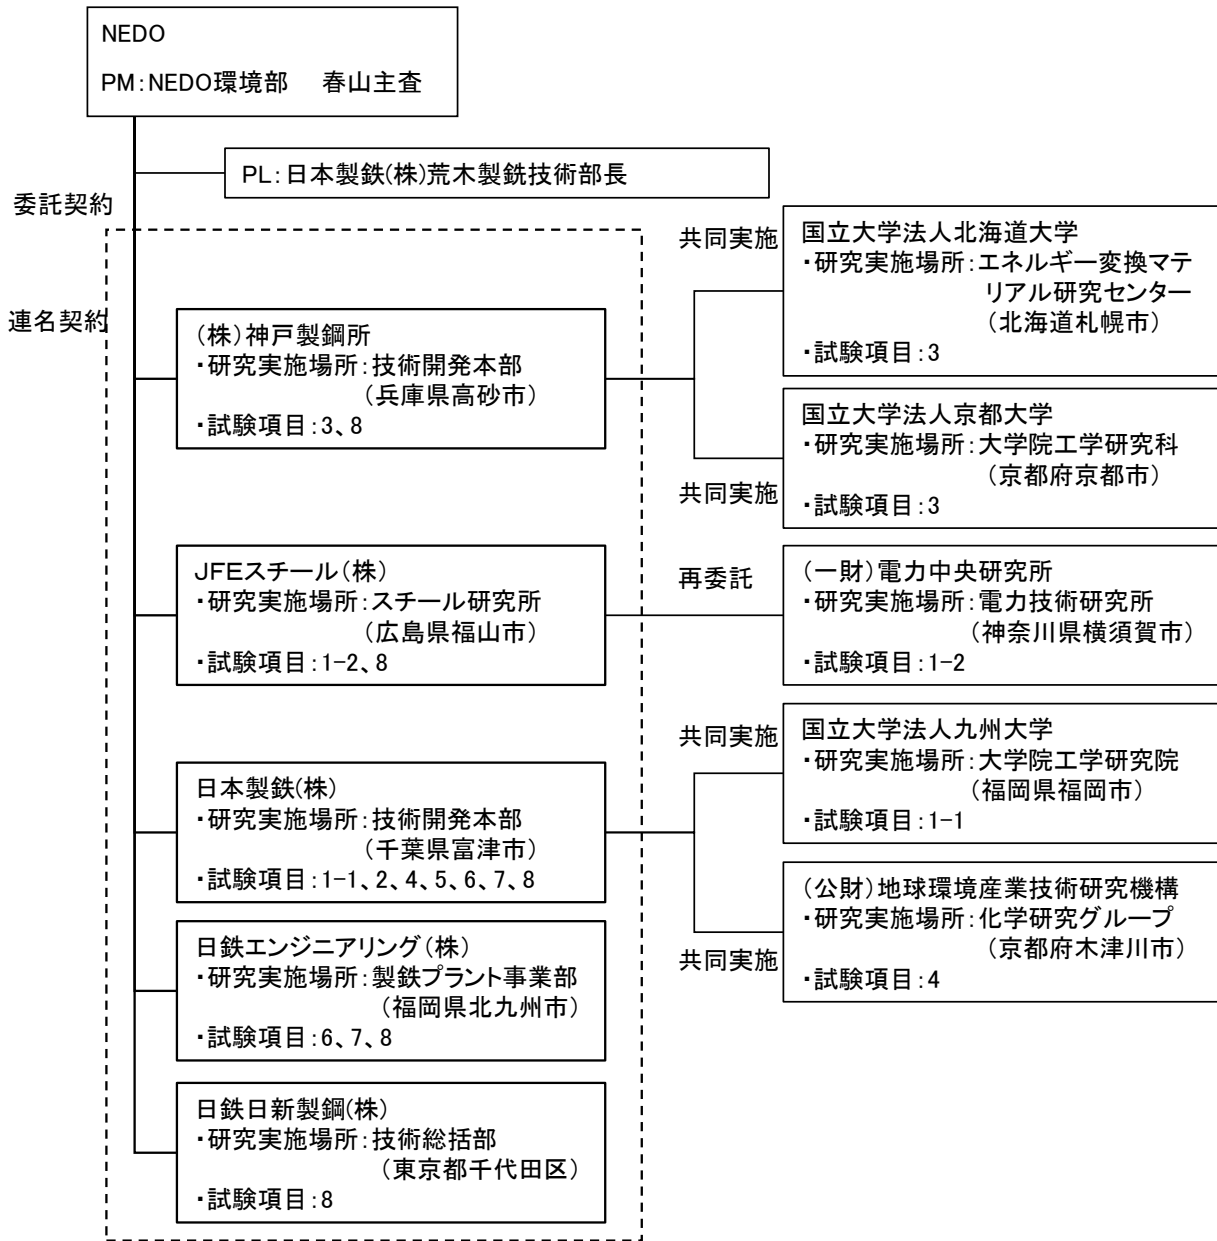 NEDO
PM:NEDO環境部　春山主査
PL:日本製鉄(株)荒木製銑技術部長
委託契約
連名契約
(株)神戸製鋼所
・研究実施場所:技術開発本部
(兵庫県高砂市)
・試験項目:3、8
共同実施
国立大学法人北海道大学
・研究実施場所:エネルギー変換マテ
リアル研究センター
(北海道札幌市)
・試験項目:3
共同実施
国立大学法人京都大学
・研究実施場所:大学院工学研究科
(京都府京都市)
・試験項目:3
JFEスチール(株)
・研究実施場所:スチール研究所
(広島県福山市)
・試験項目:1-2、8
再委託
(一財)電力中央研究所
・研究実施場所:電力技術研究所
(神奈川県横須賀市)
・試験項目:1-2
日本製鉄(株)
・研究実施場所:技術開発本部
(千葉県富津市)
・試験項目:1-1、2、4、5、6、7、8
共同実施
国立大学法人九州大学
・研究実施場所:大学院工学研究院
(福岡県福岡市)
・試験項目:1-1
共同実施
(公財)地球環境産業技術研究機構
・研究実施場所:化学研究グループ
(京都府木津川市)
・試験項目:4
日鉄エンジニアリング(株)
・研究実施場所:製鉄プラント事業部
(福岡県北九州市)
・試験項目:6、7、8
日鉄日新製鋼(株)
・研究実施場所:技術総括部
(東京都千代田区)
・試験項目:8